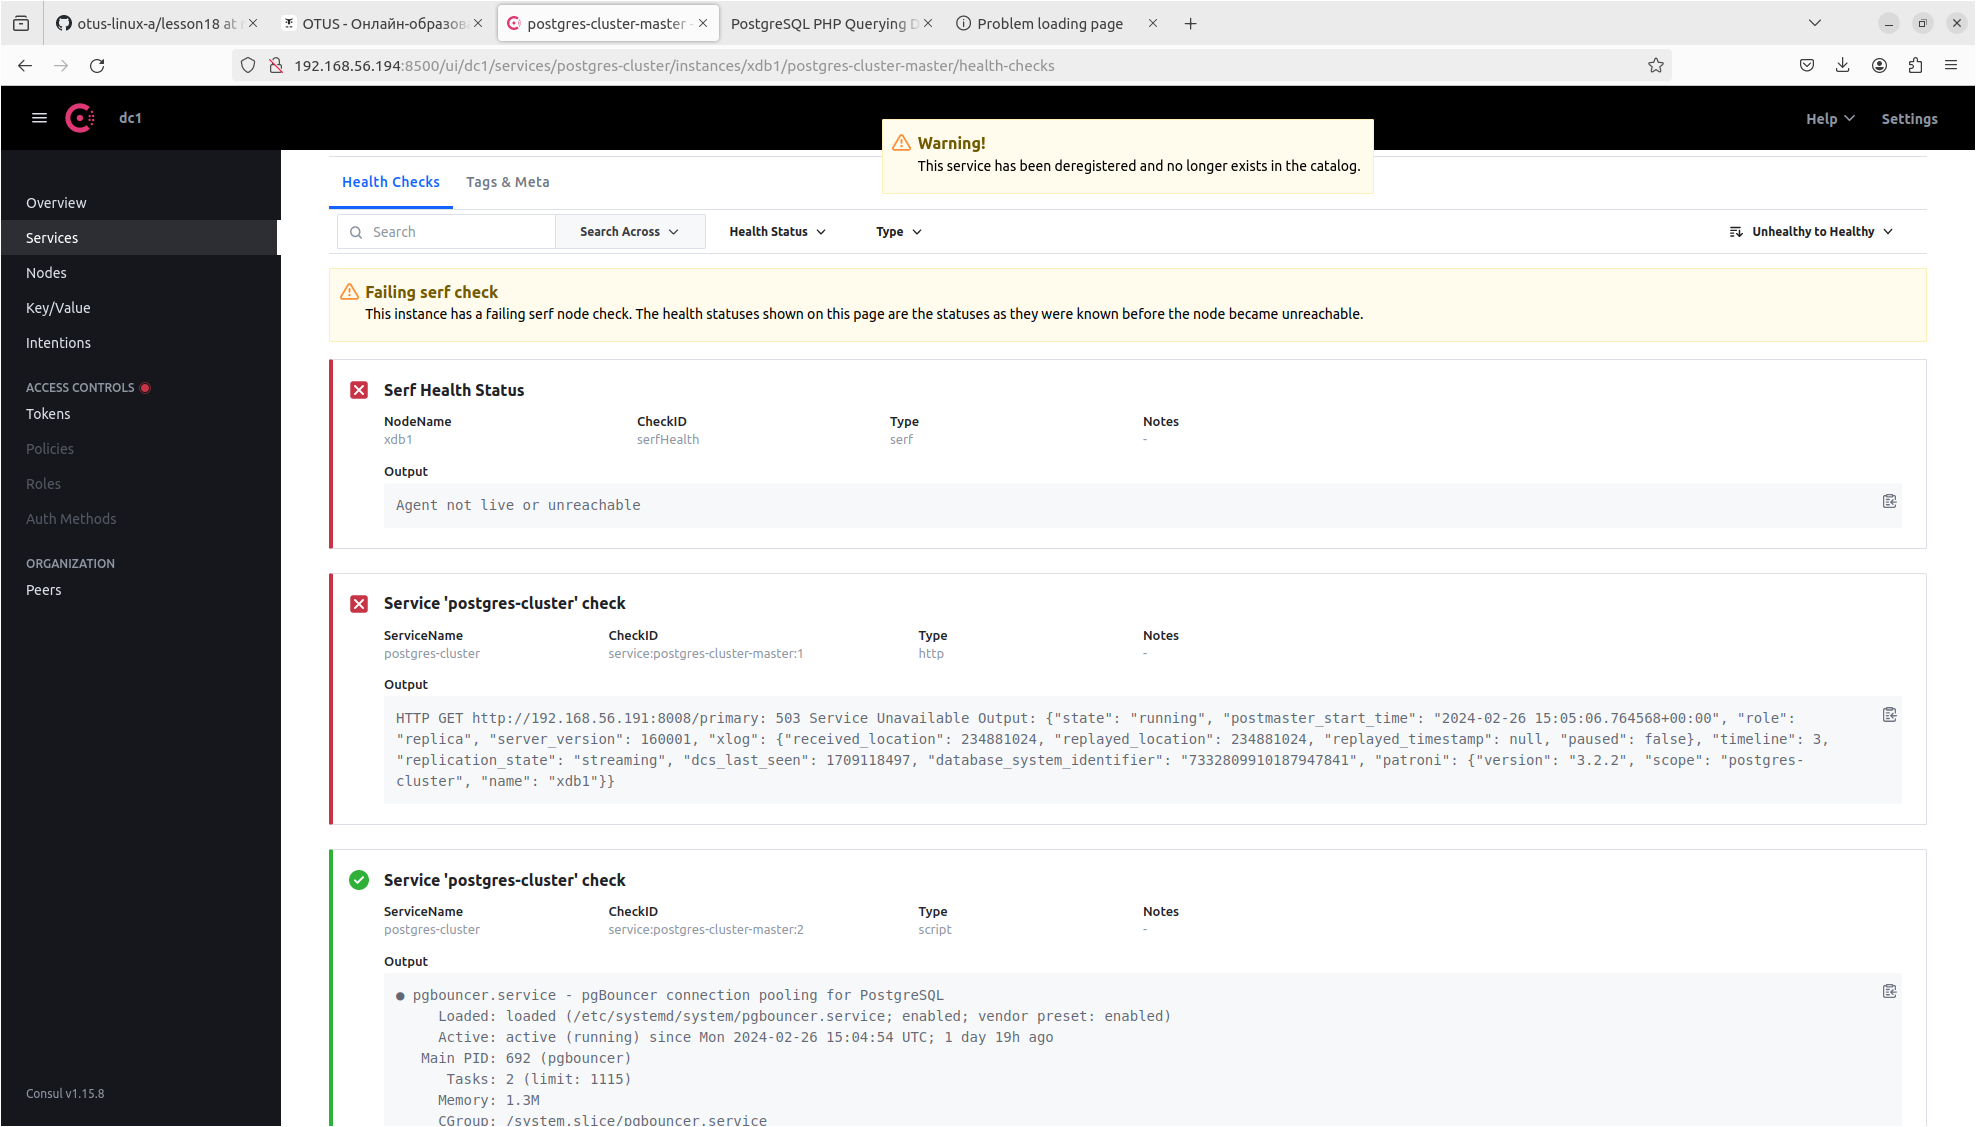 otus-linux-a/lesson18 at
OTUS - Онлайн-образов
postgres-cluster-master
PostgreSQL PHP Querying D
Problem loading page
192.168.56.194:8500/ui/dc1/services/postgres-cluster/instances/xdb1/postgres-cluster-master/health-checks
dc1
Help
Settings
Warning!
This service has been deregistered and no longer exists in the catalog.
Overview
Services
Nodes
Key/Value
Intentions
ACCESS CONTROLS
Tokens
Policies
Roles
Auth Methods
ORGANIZATION
Peers
Consul v1.15.8
Health Checks
Tags & Meta
Search
Search Across
Health Status
Type
Unhealthy to Healthy
Failing serf check
This instance has a failing serf node check. The health statuses shown on this page are the statuses as they were known before the node became unreachable.
Serf Health Status
NodeName CheckID Type Notes
xdb1 serfHealth serf -
Output
Agent not live or unreachable
Service 'postgres-cluster' check
ServiceName CheckID Type Notes
postgres-cluster service:postgres-cluster-master:1 http -
Output
HTTP GET http://192.168.56.191:8008/primary: 503 Service Unavailable Output: {"state": "running", "postmaster_start_time": "2024-02-26 15:05:06.764568+00:00", "role":
"replica", "server_version": 160001, "xlog": {"received_location": 234881024, "replayed_location": 234881024, "replayed_timestamp": null, "paused": false}, "timeline": 3,
"replication_state": "streaming", "dcs_last_seen": 1709118497, "database_system_identifier": "7332809910187947841", "patroni": {"version": "3.2.2", "scope": "postgres-
cluster", "name": "xdb1"}}
Service 'postgres-cluster' check
ServiceName CheckID Type Notes
postgres-cluster service:postgres-cluster-master:2 script -
Output
● pgbouncer.service - pgBouncer connection pooling for PostgreSQL
Loaded: loaded (/etc/systemd/system/pgbouncer.service; enabled; vendor preset: enabled)
Active: active (running) since Mon 2024-02-26 15:04:54 UTC; 1 day 19h ago
Main PID: 692 (pgbouncer)
Tasks: 2 (limit: 1115)
Memory: 1.3M
CGroup: /system.slice/pgbouncer.service